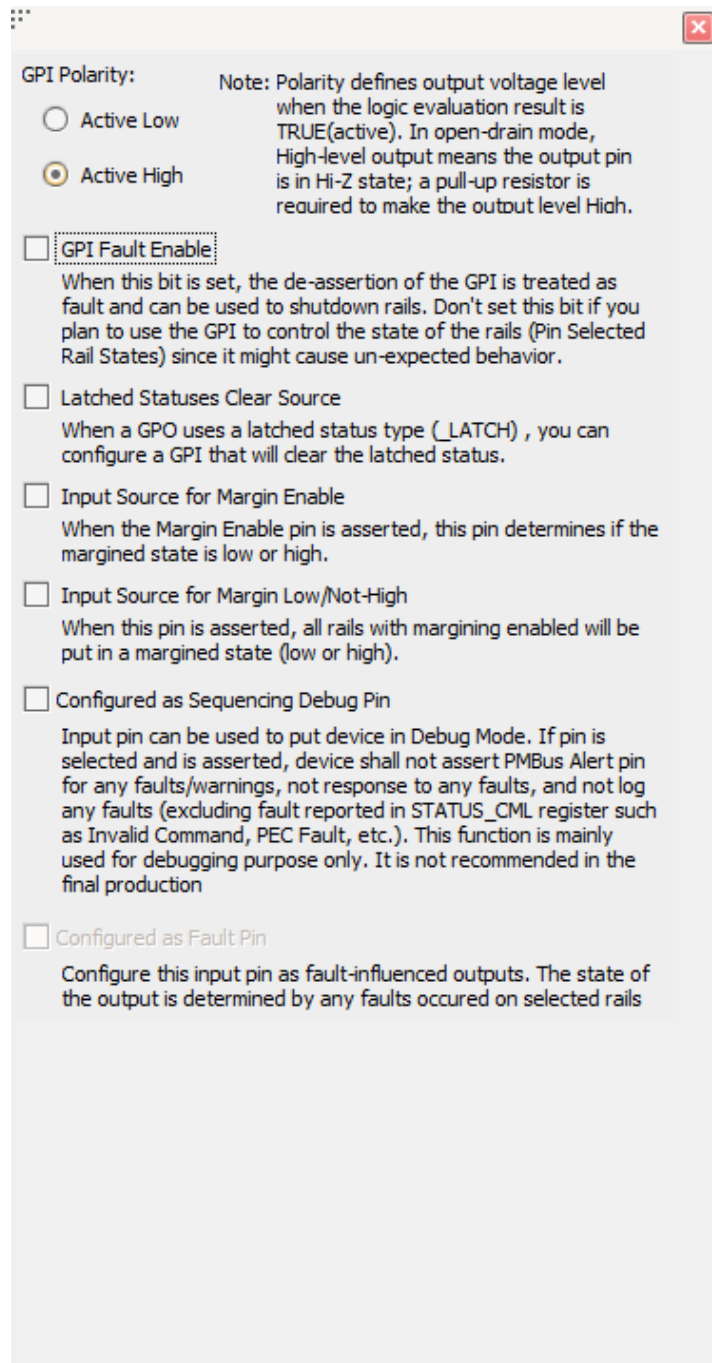 GPI Polarity:
Note: Polarity defines output voltage level
when the logic evaluation result is
Active Low
TRUE(active). In open-drain mode,
High-level output means the output pin
Active High
is in Hi-Z state; a pull-up resistor is
required to make the output level High.
GPI Fault Enable
When this bit is set, the de-assertion of the GPI is treated as
fault and can be used to shutdown rails. Don't set this bit if you
plan to use the GPI to control the state of the rails (Pin Selected
Rail States) since it might cause un-expected behavior.
Latched Statuses Clear Source
When a GPO uses a latched status type (_LATCH) , you can
configure a GPI that will clear the latched status.
Input Source for Margin Enable
When the Margin Enable pin is asserted, this pin determines if the
margined state is low or high.
Input Source for Margin Low/Not-High
When this pin is asserted, all rails with margining enabled will be
put in a margined state (low or high).
Configured as Sequencing Debug Pin
Input pin can be used to put device in Debug Mode. If pin is
selected and is asserted, device shall not assert PMBus Alert pin
for any faults/warnings, not response to any faults, and not log
any faults (excluding fault reported in STATUS_CML register such
as Invalid Command, PEC Fault, etc.). This function is mainly
used for debugging purpose only. It is not recommended in the
final production
Configured as Fault Pin
Configure this input pin as fault-influenced outputs. The state of
the output is determined by any faults occured on selected rails